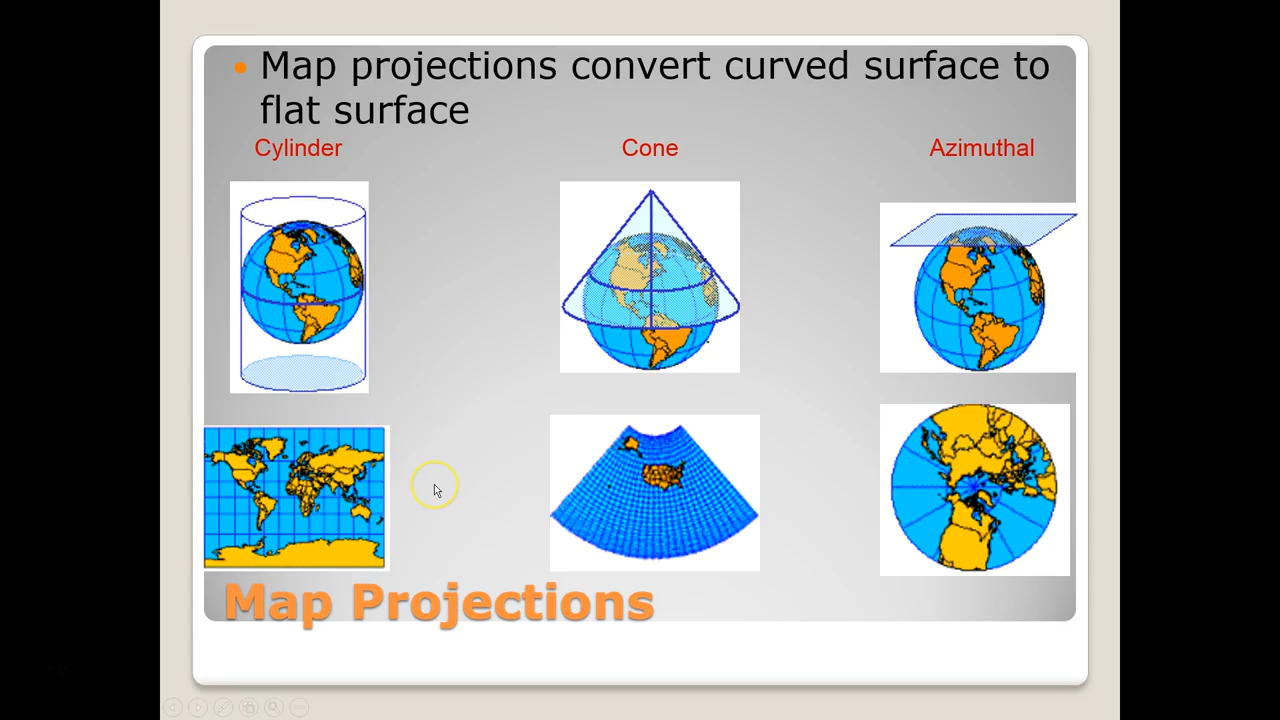 • Map projections convert curved surface to
flat surface
Cylinder
Cone
Azimuthal
Map Projections